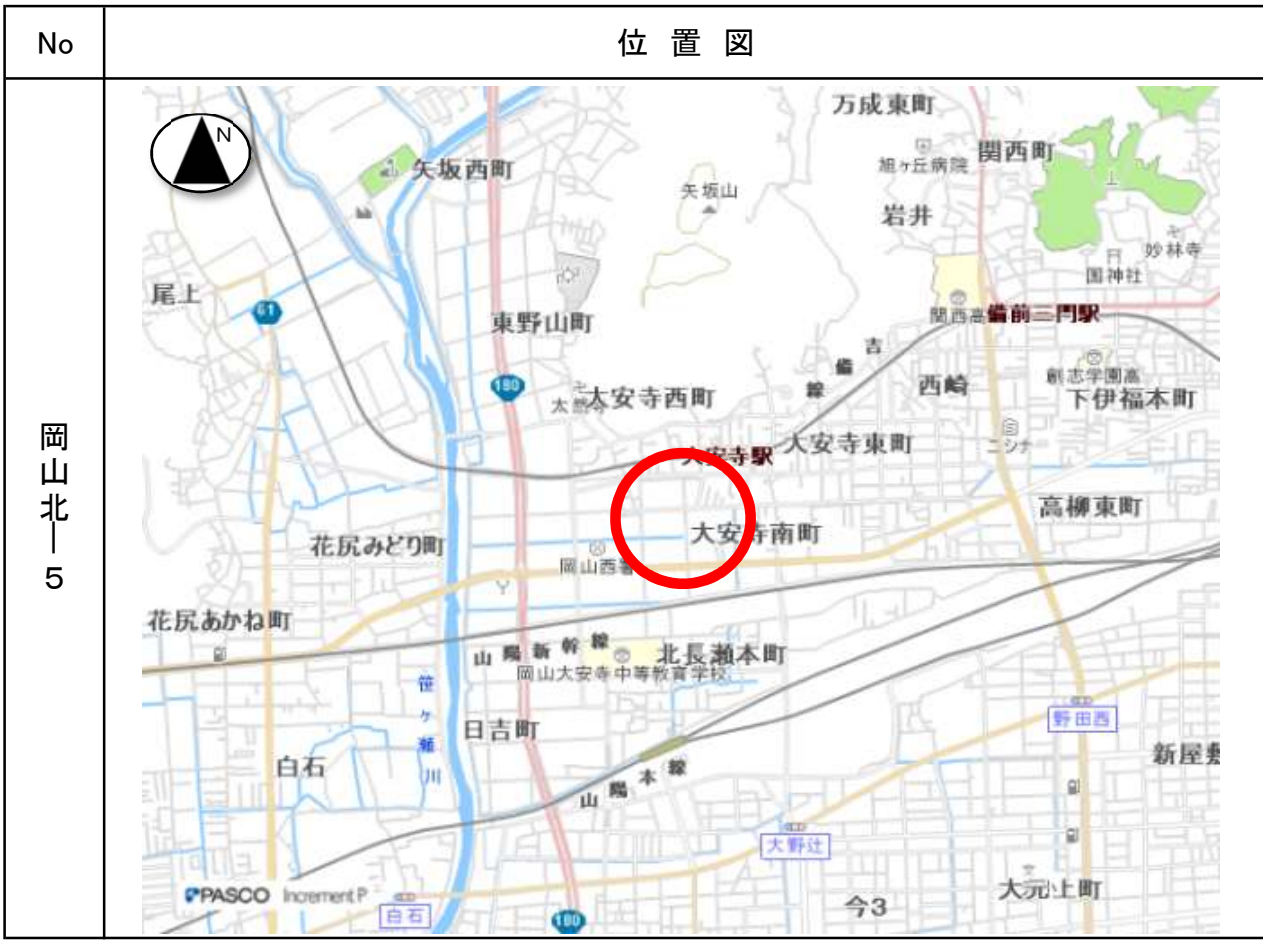 No
位置図
岡山北―5
N
万成東町
旭ヶ丘病院
関西町
矢坂西町
矢坂山
岩井
妙林寺
国神社
尾上
61
東野山町
関西高
備前三門駅
吉備線
180
西崎
創志学園高
下伊福本町
大安寺西町
大安寺東町
ニシナ
大安寺駅
高柳東町
大安寺南町
花尻みどり町
岡山西署
花尻あかね町
山陽新幹線
北長瀬本町
岡山大安寺中等教育学校
笹ヶ瀬川
野田西
日吉町
白石
山陽本線
大野辻
大元上町
PASCO Increment P
白石
180
今3